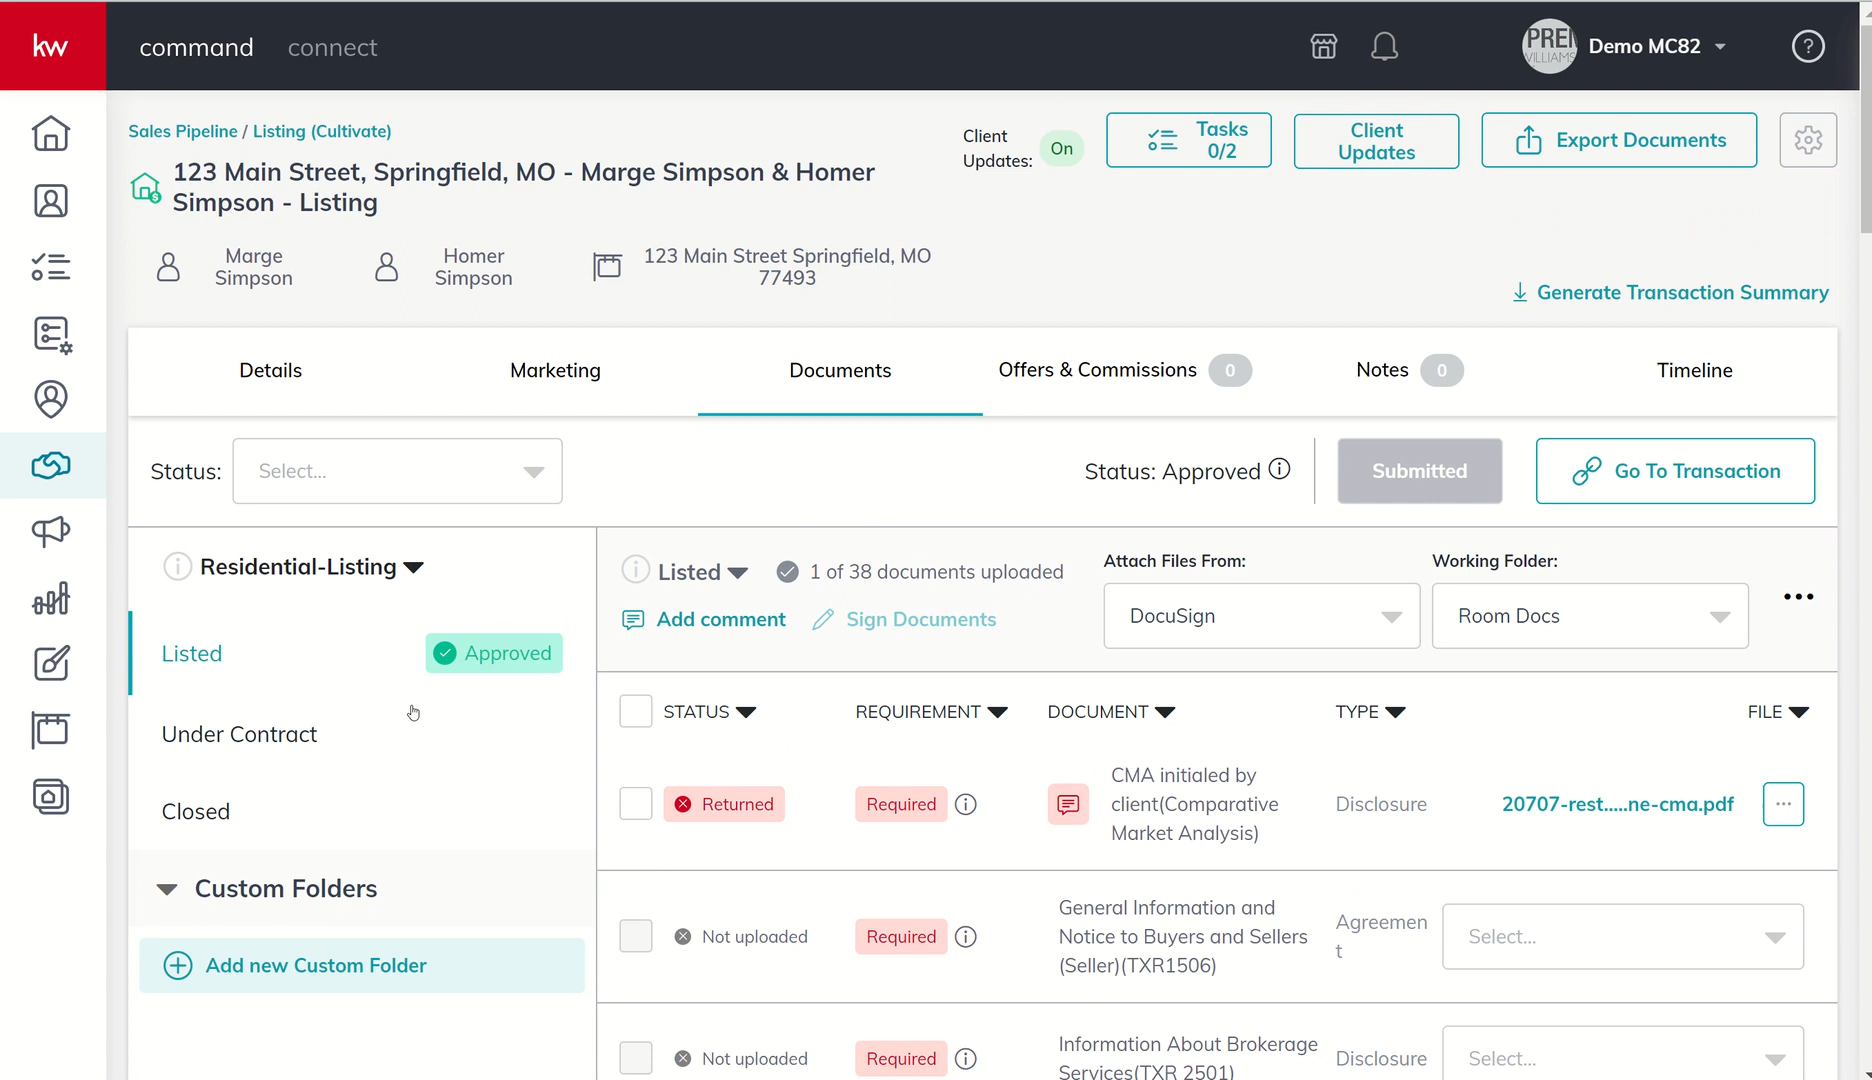 kw
command
connect
PREM
WILLIAMS
Demo MC82
?
Sales Pipeline / Listing (Cultivate)
123 Main Street, Springfield, MO - Marge Simpson & Homer
Simpson - Listing
Client
Updates:
On
Tasks
0/2
Client
Updates
Export Documents
Marge
Simpson
Homer
Simpson
123 Main Street Springfield, MO
77493
Generate Transaction Summary
Details
Marketing
Documents
Offers & Commissions 0
Notes 0
Timeline
Status:
Select...
Status: Approved
Submitted
Go To Transaction
Residential-Listing
Listed
Approved
Under Contract
Closed
Custom Folders
Add new Custom Folder
Listed
1 of 38 documents uploaded
Add comment
Sign Documents
Attach Files From:
DocuSign
Working Folder:
Room Docs
STATUS
REQUIREMENT
DOCUMENT
TYPE
FILE
Returned
Required
CMA initialed by
client(Comparative
Market Analysis)
Disclosure
20707-rest.....ne-cma.pdf
Not uploaded
Required
General Information and
Notice to Buyers and Sellers
(Seller)(TXR1506)
Agreemen
t
Select...
Not uploaded
Required
Information About Brokerage
Services(TXR 2501)
Disclosure
Select...